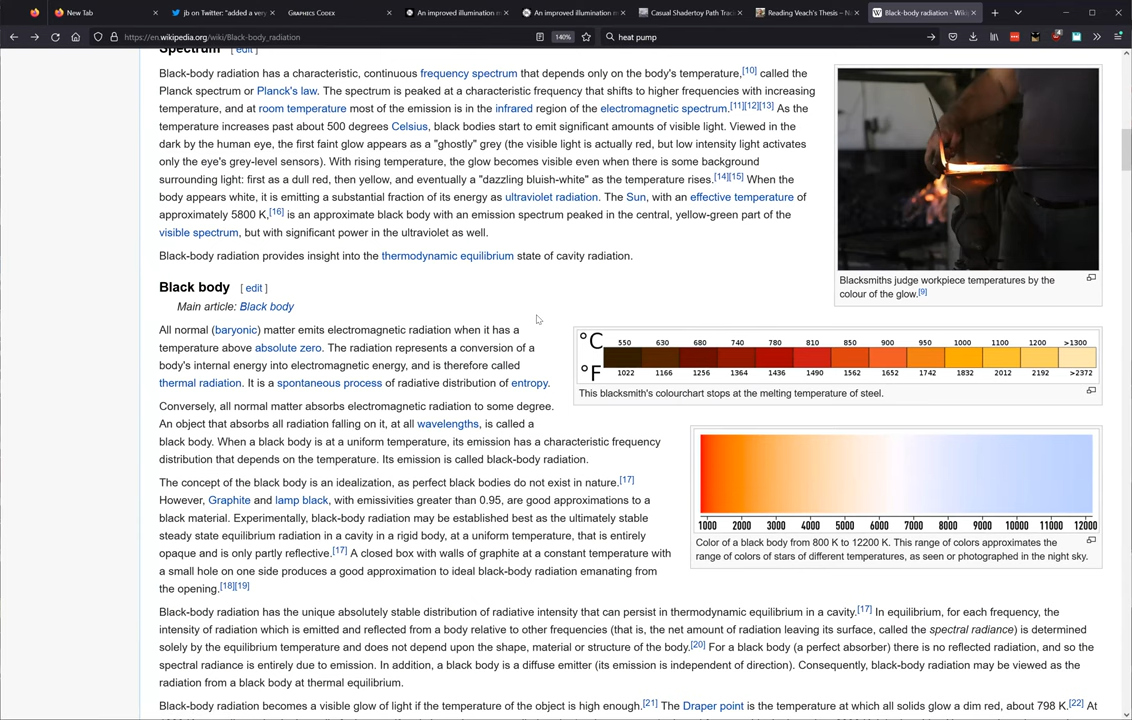 New Tab
jb on Twitter: "added a very
Graphics Codex
An improved illumination m
An improved illumination m
Casual Shadertoy Path Trac
Reading Veach's Thesis – Na
Black-body radiation - Wiki
https://en.wikipedia.org/wiki/Black-body_radiation
140%
heat pump
Spectrum [ edit ]
Black-body radiation has a characteristic, continuous frequency spectrum that depends only on the body's temperature,[10] called the
Planck spectrum or Planck's law. The spectrum is peaked at a characteristic frequency that shifts to higher frequencies with increasing
temperature, and at room temperature most of the emission is in the infrared region of the electromagnetic spectrum.[11][12][13] As the
temperature increases past about 500 degrees Celsius, black bodies start to emit significant amounts of visible light. Viewed in the
dark by the human eye, the first faint glow appears as a "ghostly" grey (the visible light is actually red, but low intensity light activates
only the eye's grey-level sensors). With rising temperature, the glow becomes visible even when there is some background
surrounding light: first as a dull red, then yellow, and eventually a "dazzling bluish-white" as the temperature rises.[14][15] When the
body appears white, it is emitting a substantial fraction of its energy as ultraviolet radiation. The Sun, with an effective temperature of
approximately 5800 K,[16] is an approximate black body with an emission spectrum peaked in the central, yellow-green part of the
visible spectrum, but with significant power in the ultraviolet as well.
Black-body radiation provides insight into the thermodynamic equilibrium state of cavity radiation.
Blacksmiths judge workpiece temperatures by the
colour of the glow.[9]
Black body [ edit ]
Main article: Black body
All normal (baryonic) matter emits electromagnetic radiation when it has a
temperature above absolute zero. The radiation represents a conversion of a
body's internal energy into electromagnetic energy, and is therefore called
thermal radiation. It is a spontaneous process of radiative distribution of entropy.
°C 550 630 680 740 780 810 850 900 950 1000 1100 1200 >1300
°F 1022 1166 1256 1364 1436 1490 1562 1652 1742 1832 2012 2192 >2372
This blacksmith's colourchart stops at the melting temperature of steel.
Conversely, all normal matter absorbs electromagnetic radiation to some degree.
An object that absorbs all radiation falling on it, at all wavelengths, is called a
black body. When a black body is at a uniform temperature, its emission has a characteristic frequency
distribution that depends on the temperature. Its emission is called black-body radiation.
The concept of the black body is an idealization, as perfect black bodies do not exist in nature.[17]
However, Graphite and lamp black, with emissivities greater than 0.95, are good approximations to a
black material. Experimentally, black-body radiation may be established best as the ultimately stable
steady state equilibrium radiation in a cavity in a rigid body, at a uniform temperature, that is entirely
opaque and is only partly reflective.[17] A closed box with walls of graphite at a constant temperature with
a small hole on one side produces a good approximation to ideal black-body radiation emanating from
the opening.[18][19]
1000 2000 3000 4000 5000 6000 7000 8000 9000 10000 11000 12000
Color of a black body from 800 K to 12200 K. This range of colors approximates the
range of colors of stars of different temperatures, as seen or photographed in the night sky.
Black-body radiation has the unique absolutely stable distribution of radiative intensity that can persist in thermodynamic equilibrium in a cavity.[17] In equilibrium, for each frequency, the
intensity of radiation which is emitted and reflected from a body relative to other frequencies (that is, the net amount of radiation leaving its surface, called the spectral radiance) is determined
solely by the equilibrium temperature and does not depend upon the shape, material or structure of the body.[20] For a black body (a perfect absorber) there is no reflected radiation, and so the
spectral radiance is entirely due to emission. In addition, a black body is a diffuse emitter (its emission is independent of direction). Consequently, black-body radiation may be viewed as the
radiation from a black body at thermal equilibrium.
Black-body radiation becomes a visible glow of light if the temperature of the object is high enough.[21] The Draper point is the temperature at which all solids glow a dim red, about 798 K.[22] At